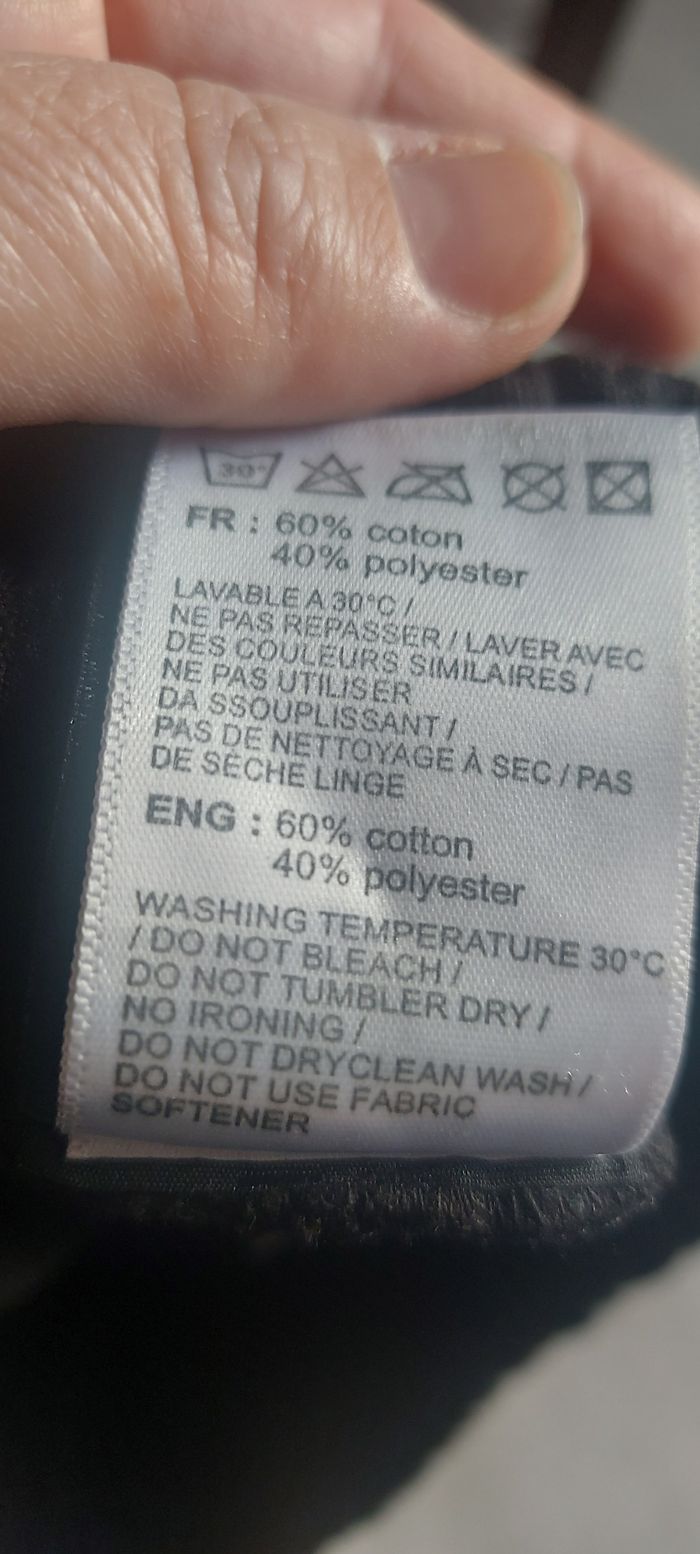 30°
FR : 60% coton
40% polyester
LAVABLE A 30°C /
NE PAS REPASSER / LAVER AVEC
DES COULEURS SIMILAIRES /
NE PAS UTILISER
DA SSOUPLISSANT /
PAS DE NETTOYAGE À SEC / PAS
DE SÈCHE LINGE
ENG : 60% cotton
40% polyester
WASHING TEMPERATURE 30°C
/ DO NOT BLEACH /
DO NOT TUMBLER DRY /
NO IRONING /
DO NOT DRYCLEAN WASH /
DO NOT USE FABRIC
SOFTENER